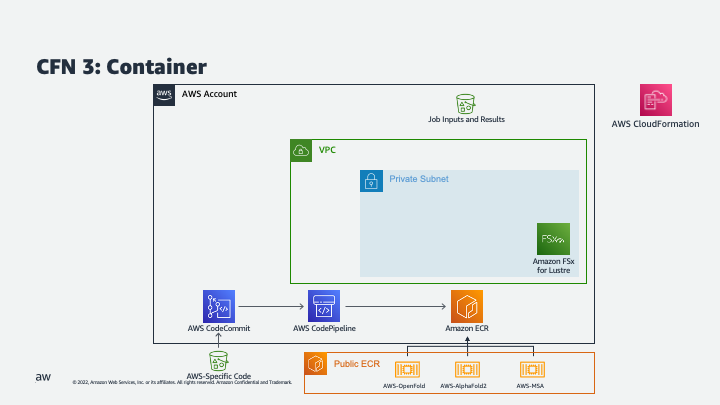 CFN 3: Container
aws
AWS Account
Job Inputs and Results
AWS CloudFormation
VPC
Private Subnet
FSx
Amazon FSx
for Lustre
AWS CodeCommit
AWS CodePipeline
Amazon ECR
AWS-Specific Code
Public ECR
AWS-OpenFold
AWS-AlphaFold2
AWS-MSA
aw
© 2022, Amazon Web Services, Inc. or its affiliates. All rights reserved. Amazon Confidential and Trademark.